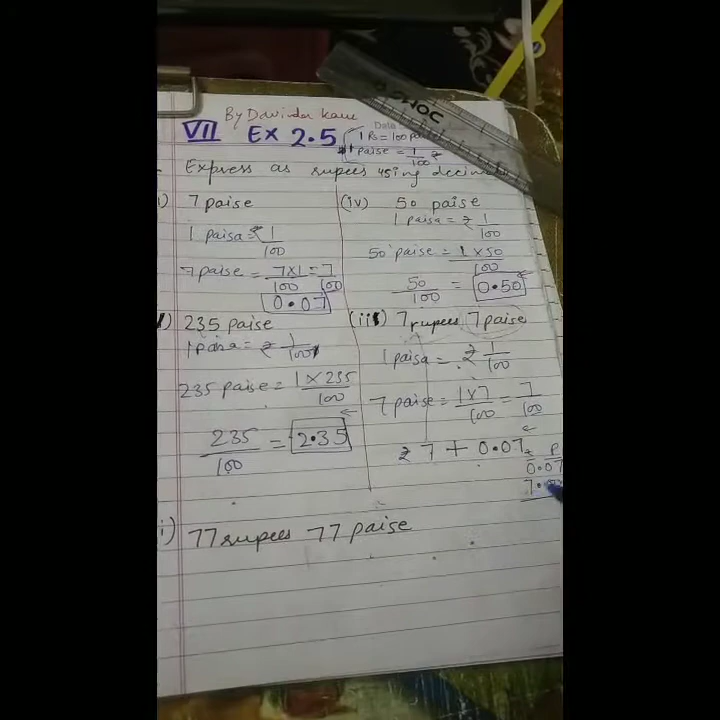 By Davinder Kaur
VII Ex 2.5
1 Rs = 100 paise
1 paise = 1/100 ₹
Express as rupees using decimals
i) 7 paise
1 paisa = ₹ 1/100
7 paise = 7×1/100 = 7/100
0.07
(iv) 50 paise
1 paisa = ₹ 1/100
50 paise = 1×50/100
50/100 = 0.50
) 235 paise
1 paisa = ₹ 1/100
235 paise = 1×235/100
235/100 = 2.35
(ii) 7 rupees 7 paise
1 paisa = ₹ 1/100
7 paise = 1×7/100 = 7/100
₹ 7 + 0.07
₹ P
0.07
7.
i) 77 rupees 77 paise